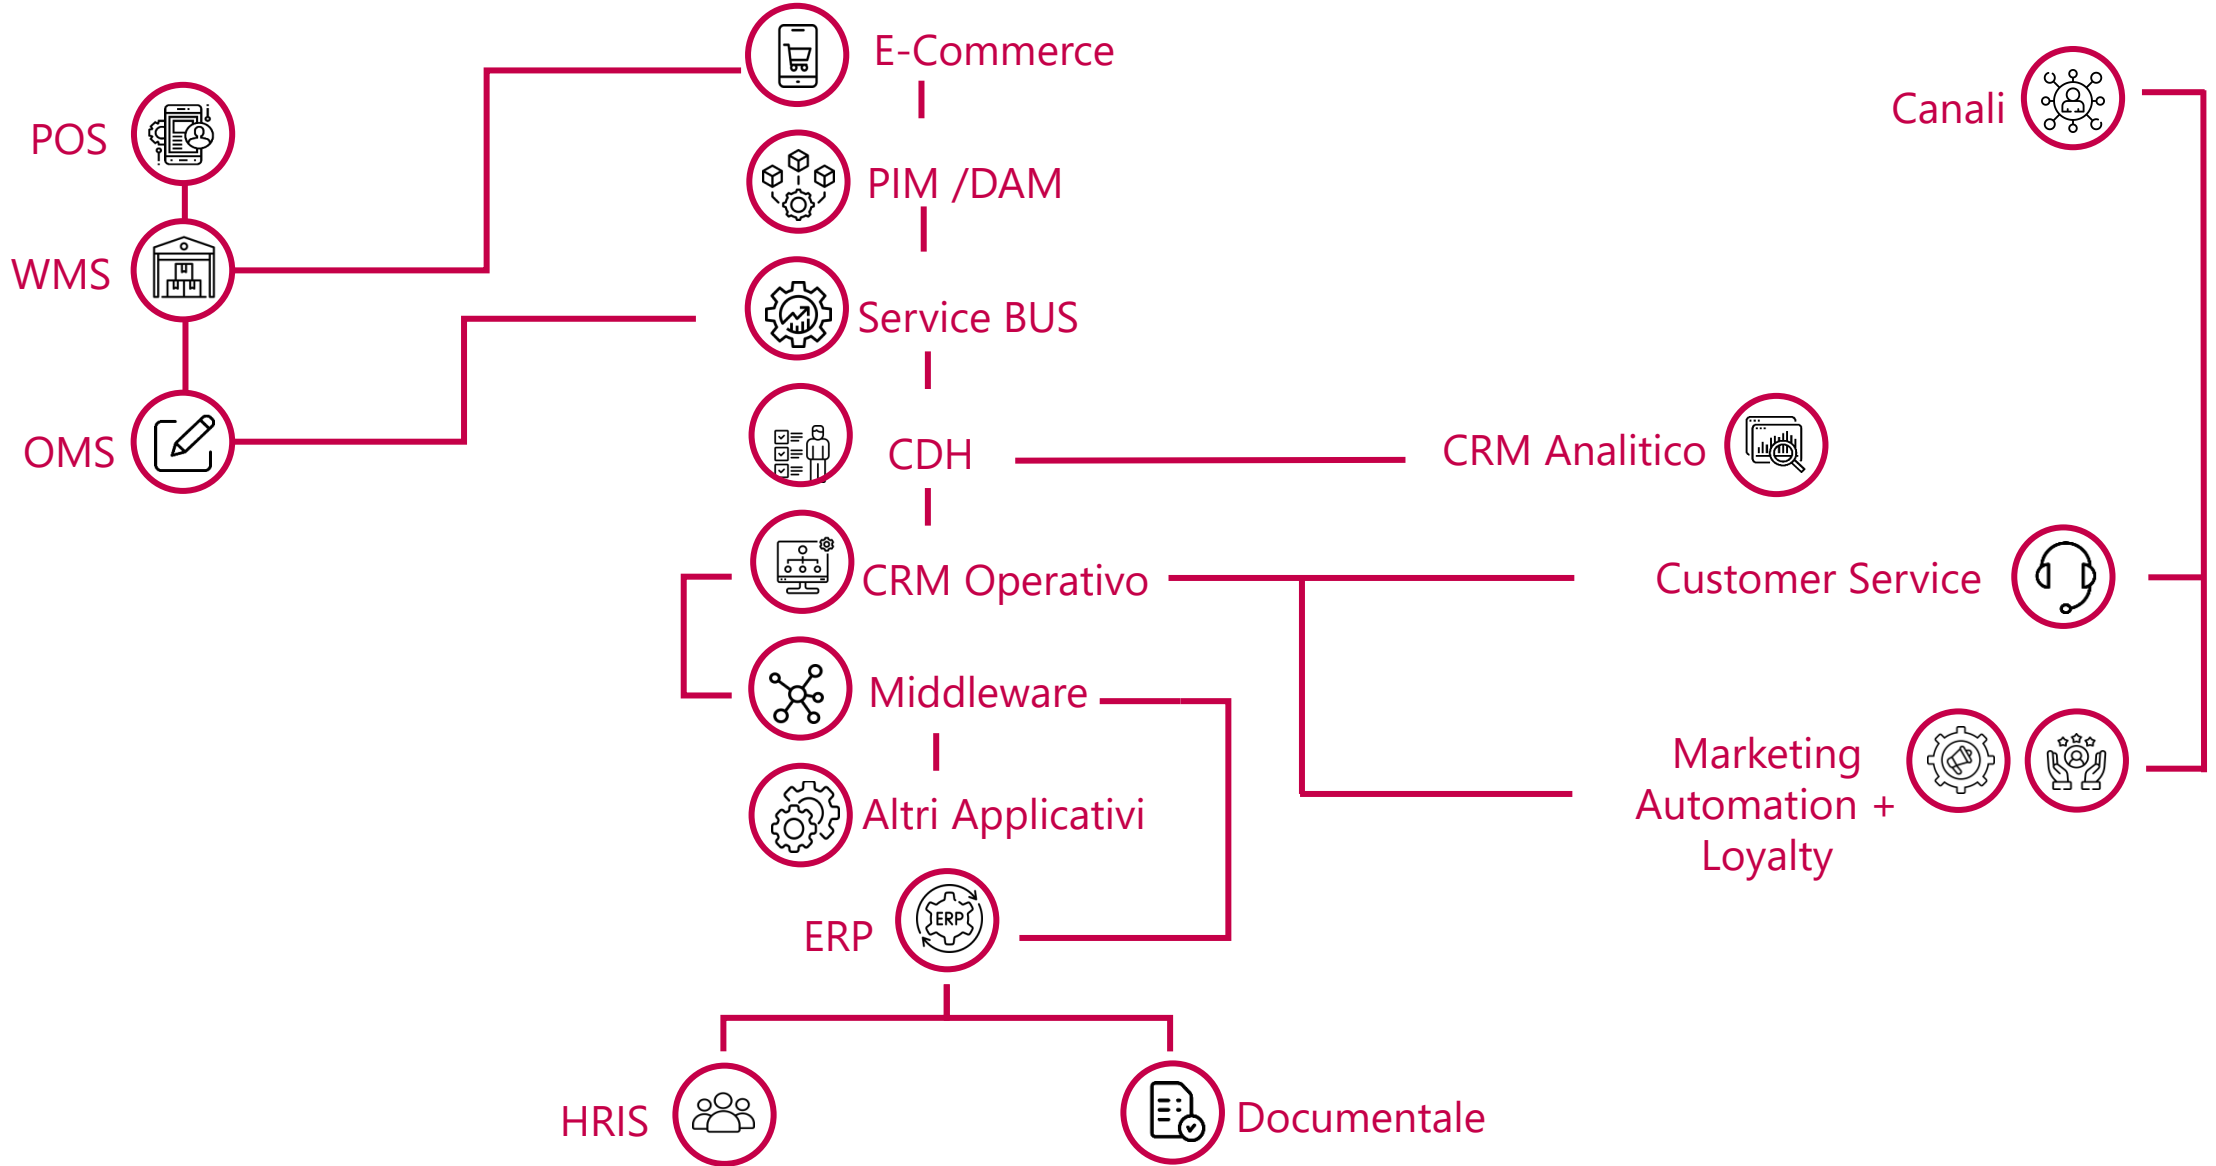 E-Commerce
POS
Canali
PIM /DAM
WMS
Service BUS
OMS
CDH
CRM Analitico
CRM Operativo
Customer Service
Middleware
Marketing
Automation +
Loyalty
Altri Applicativi
ERP
ERP
HRIS
Documentale